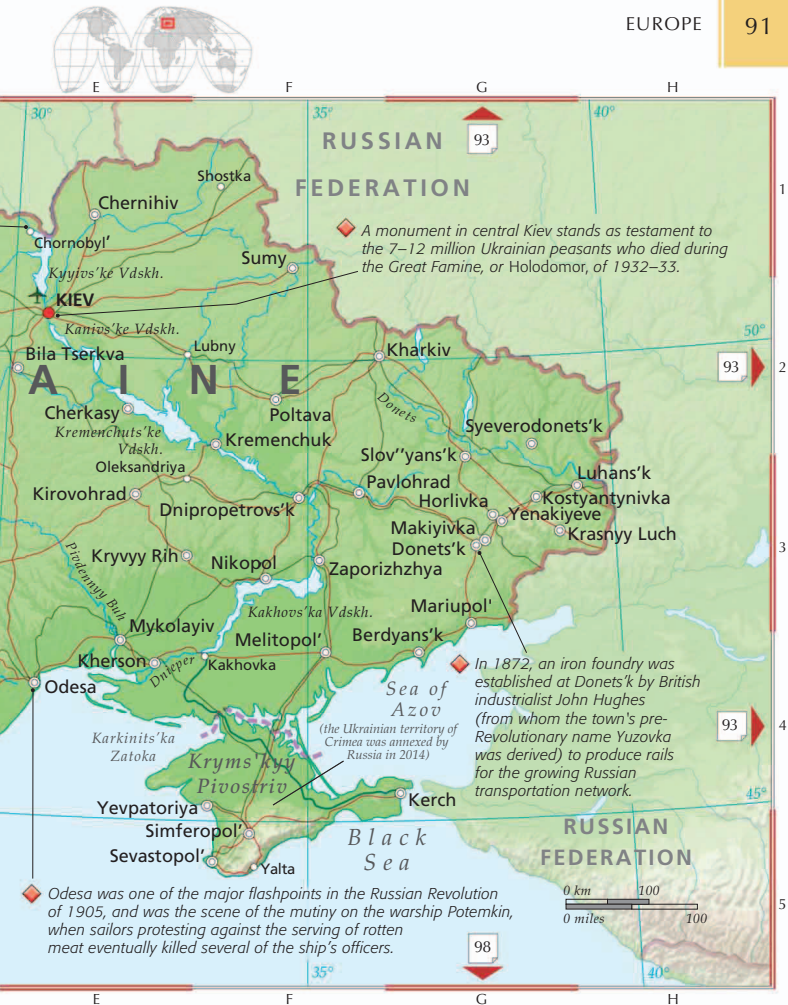 EUROPE 91
E F G H
30° 35° 40°
RUSSIAN
FEDERATION
93
1
Shostka
Chernihiv
Chornobyl'
Sumy
A monument in central Kiev stands as testament to
the 7–12 million Ukrainian peasants who died during
the Great Famine, or Holodomor, of 1932–33.
Kyyivs'ke Vdskh.
KIEV
Kanivs'ke Vdskh.
50°
Bila Tserkva
Lubny
Kharkiv
93
2
A I N E
Cherkasy
Poltava
Donets
Kremenchuts'ke
Vdskh.
Kremenchuk
Syeverodonets'k
Oleksandriya
Slov''yans'k
Luhans'k
Kirovohrad
Pavlohrad
Kostyantynivka
Dnipropetrovs'k
Horlivka
Yenakiyeve
Makiyivka
Krasnyy Luch
Donets'k
3
Kryvyy Rih
Nikopol
Zaporizhzhya
Pivdennyy Buh
Kakhovs'ka Vdskh.
Mariupol'
Mykolayiv
Melitopol'
Berdyans'k
Kherson
Dnieper
Kakhovka
Odesa
In 1872, an iron foundry was
established at Donets'k by British
industrialist John Hughes
(from whom the town's pre-
Revolutionary name Yuzovka
was derived) to produce rails
for the growing Russian
transportation network.
Sea of
Azov
(the Ukrainian territory of
Crimea was annexed by
Russia in 2014)
93
4
Karkinits'ka
Zatoka
Kryms'kyy
Pivostriv
45°
Yevpatoriya
Kerch
Simferopol'
Black
Sea
RUSSIAN
FEDERATION
Sevastopol'
Yalta
0 km 100
0 miles 100
5
Odesa was one of the major flashpoints in the Russian Revolution
of 1905, and was the scene of the mutiny on the warship Potemkin,
when sailors protesting against the serving of rotten
meat eventually killed several of the ship's officers.
98
35° 40°
E F G H